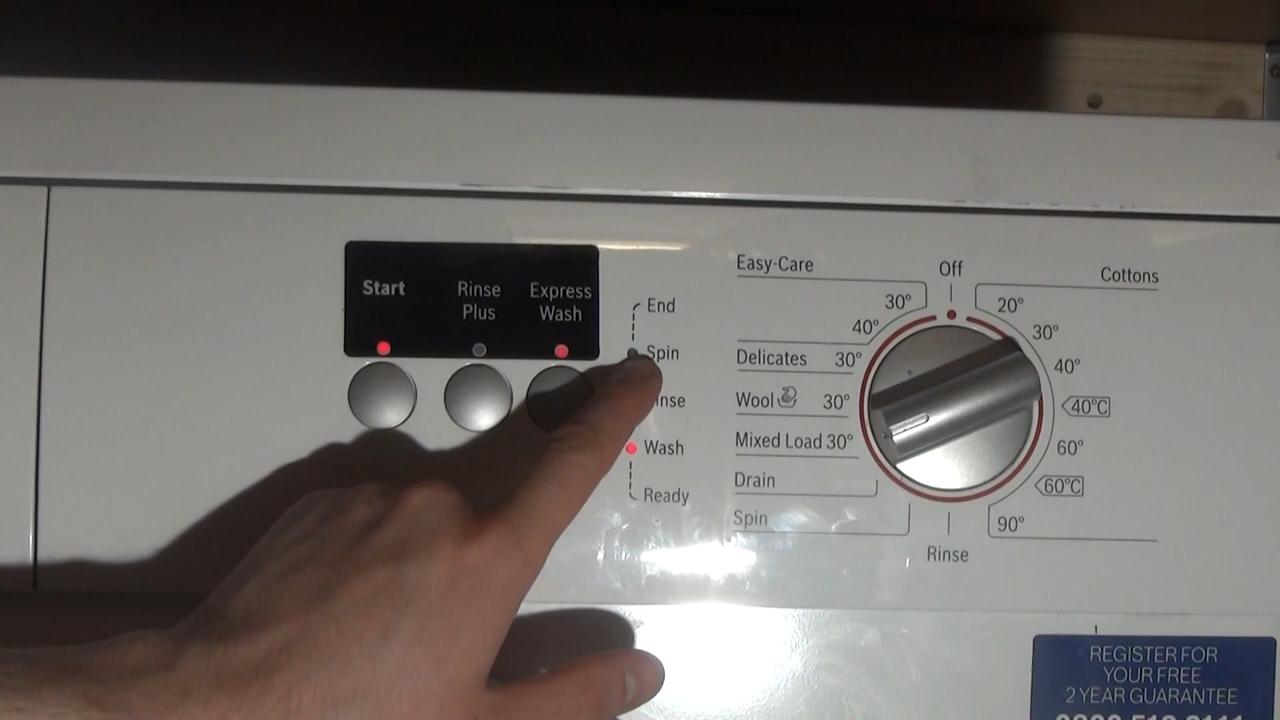 Start
Rinse
Plus
Express
Wash
End
Spin
inse
Wash
Ready
Easy-Care
Off
Cottons
30°
20°
40°
30°
Delicates 30°
40°
Wool 30°
40°C
Mixed Load 30°
60°
Drain
60°C
Spin
90°
Rinse
REGISTER FOR
YOUR FREE
2 YEAR GUARANTEE